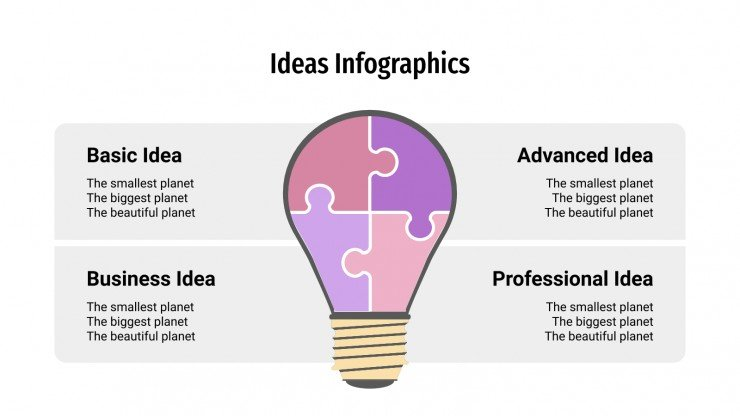 Ideas Infographics
Basic Idea
The smallest planet
The biggest planet
The beautiful planet
Advanced Idea
The smallest planet
The biggest planet
The beautiful planet
Business Idea
The smallest planet
The biggest planet
The beautiful planet
Professional Idea
The smallest planet
The biggest planet
The beautiful planet